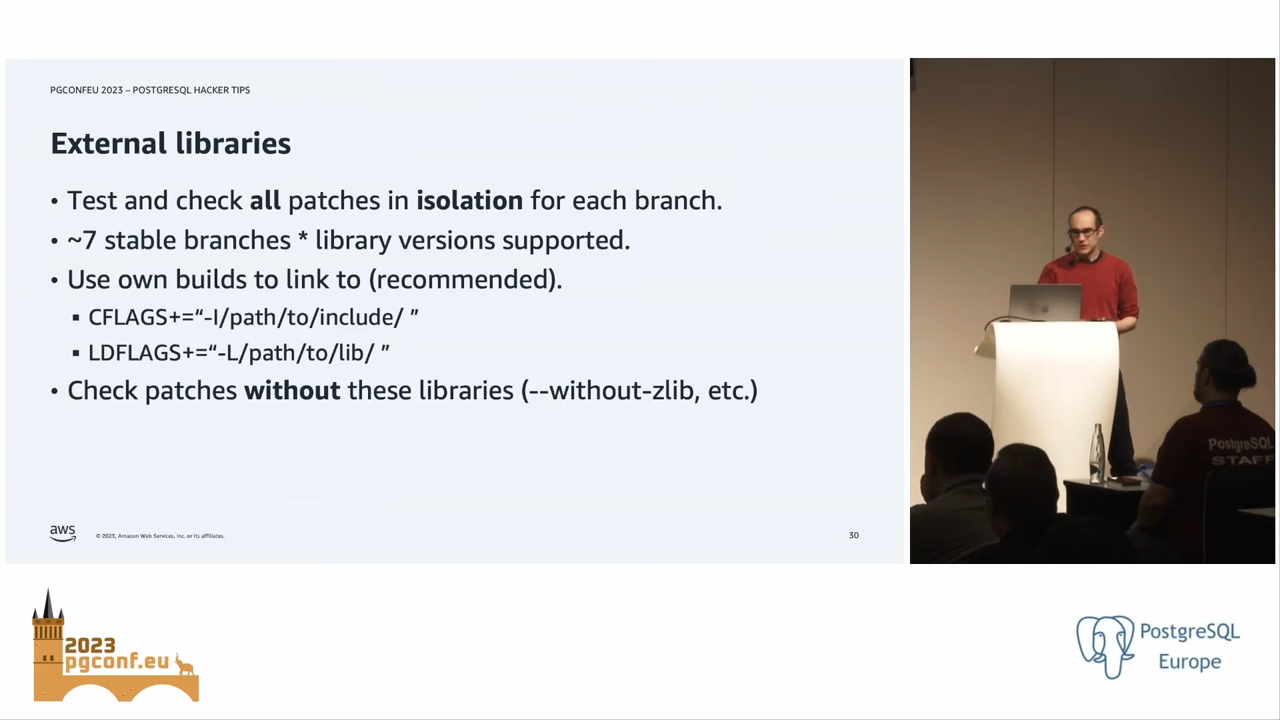 PGCONFEU 2023 – POSTGRESQL HACKER TIPS
External libraries
• Test and check all patches in isolation for each branch.
• ~7 stable branches * library versions supported.
• Use own builds to link to (recommended).
▪ CFLAGS+=“-I/path/to/include/ ”
▪ LDFLAGS+=“-L/path/to/lib/ ”
• Check patches without these libraries (--without-zlib, etc.)
aws
© 2023, Amazon Web Services, Inc. or its affiliates.
30
PostgreSQL
STAFF
2023
pgconf.eu
PostgreSQL
Europe